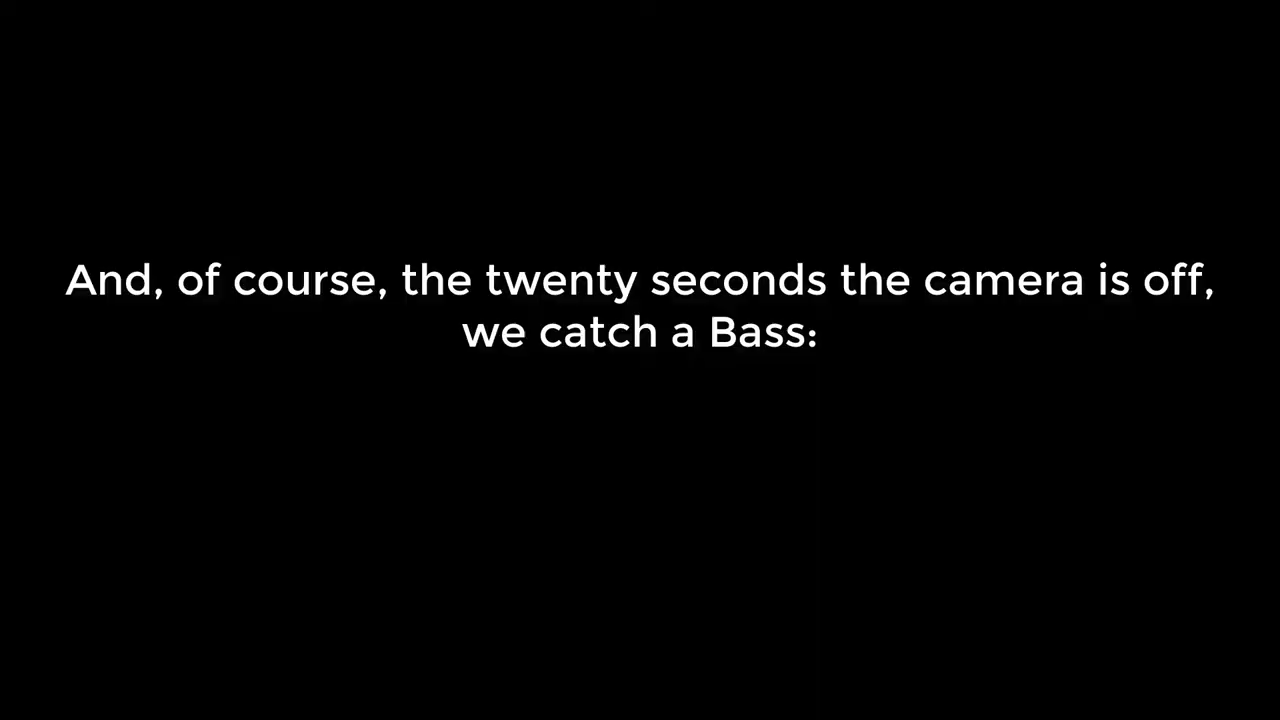 And, of course, the twenty seconds the camera is off,
we catch a Bass: